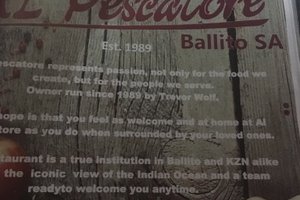 Pescatore
Ballito SA
Est. 1989
escatore represents passion, not only for the food we
create, but for the people we serve.
Owner run since 1989 by Trevor Wolf.
hope is that you feel as welcome and at home at Al
tore as you do when surrounded by your loved ones.
staurant is a true institution in Ballito and KZN alike
the iconic view of the Indian Ocean and a team
readyto welcome you anytime.